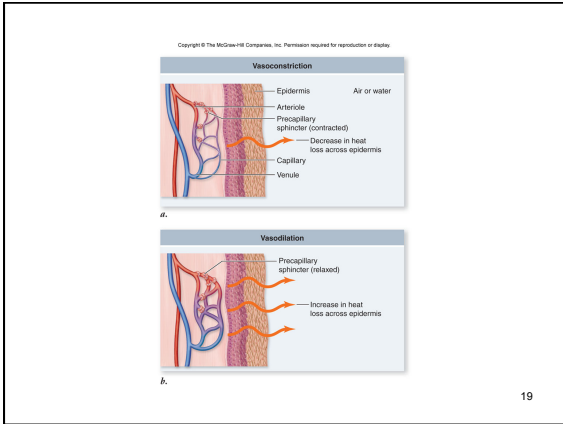 Copyright © The McGraw-Hill Companies, Inc. Permission required for reproduction or display.
Vasoconstriction
Epidermis
Air or water
Arteriole
Precapillary
sphincter (contracted)
Decrease in heat
loss across epidermis
Capillary
Venule
a.
Vasodilation
Precapillary
sphincter (relaxed)
Increase in heat
loss across epidermis
b.
19